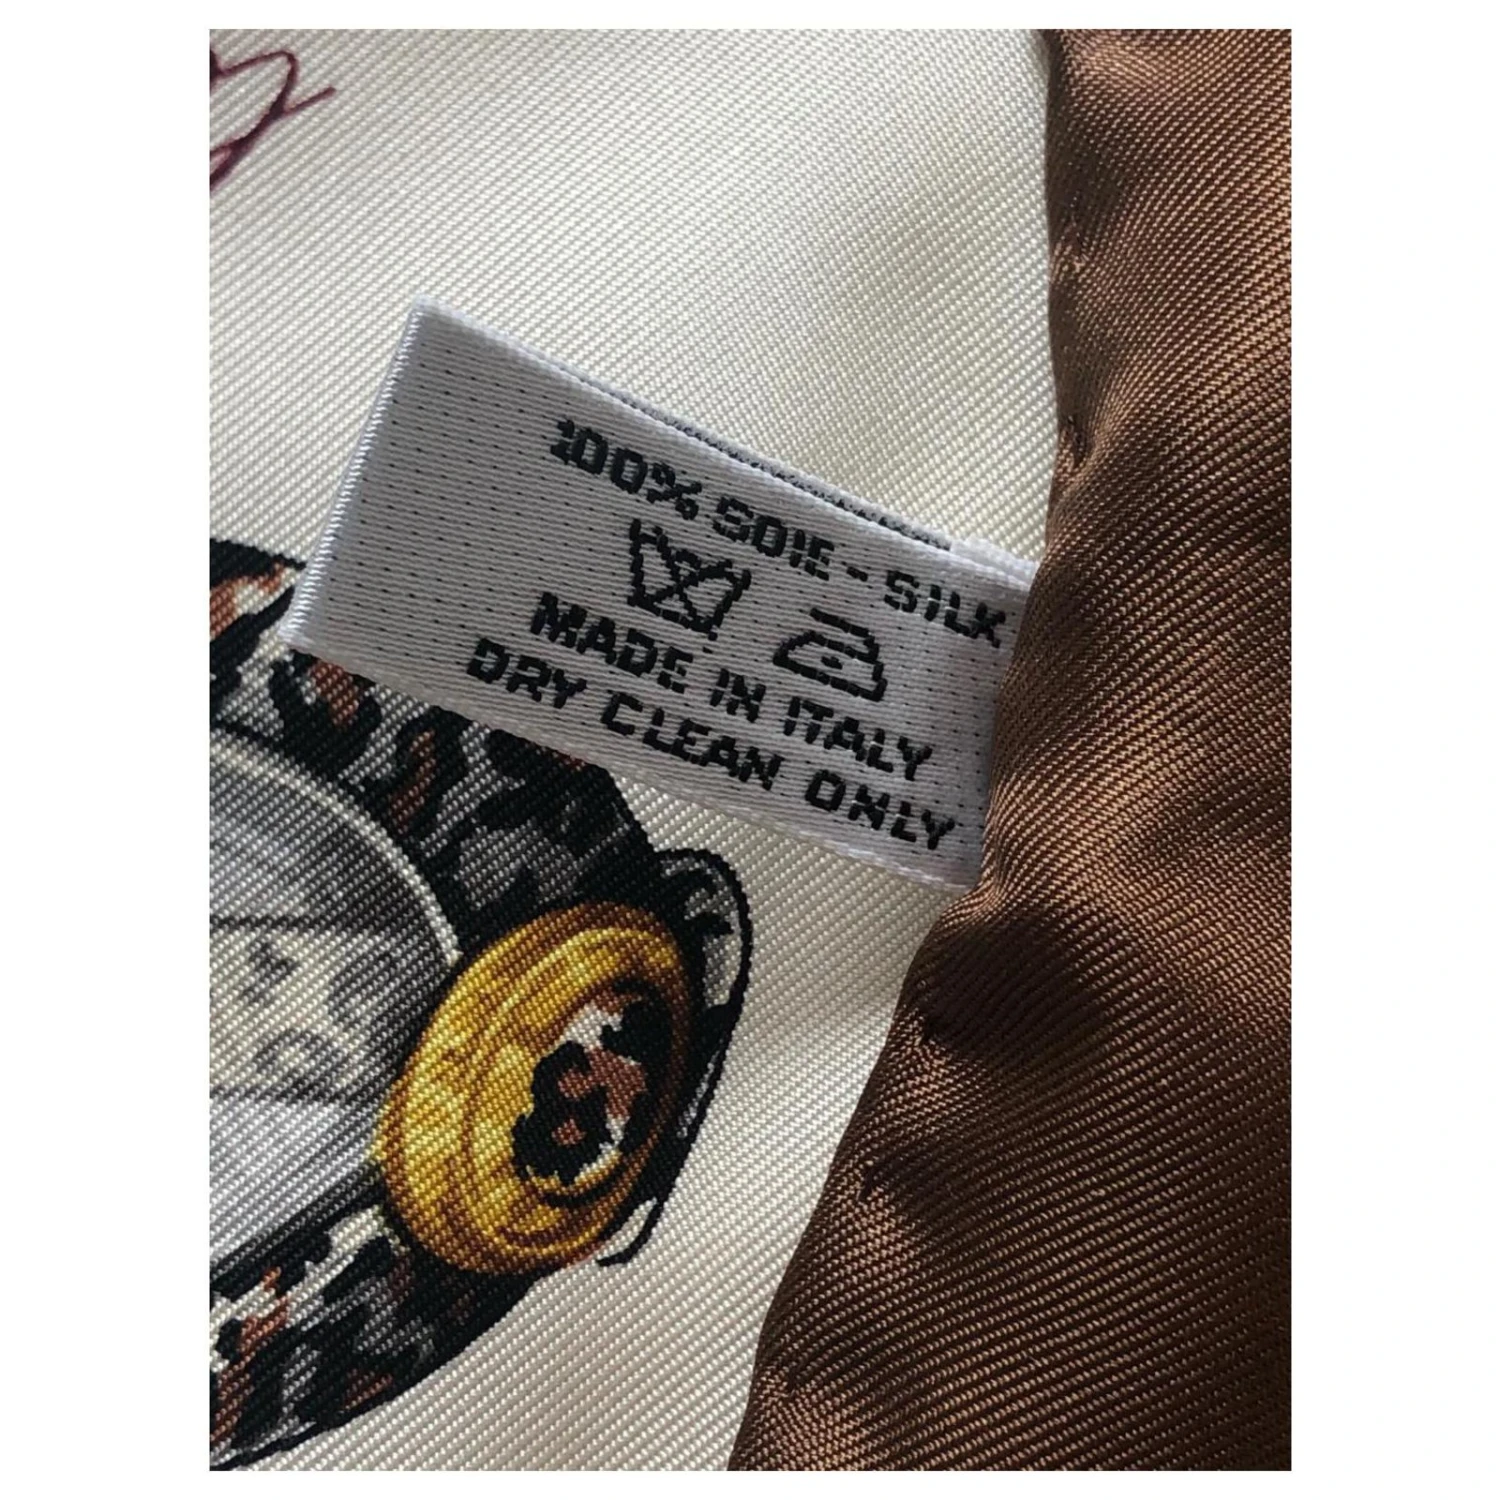 100% SOIE - SILK
MADE IN ITALY
DRY CLEAN ONLY